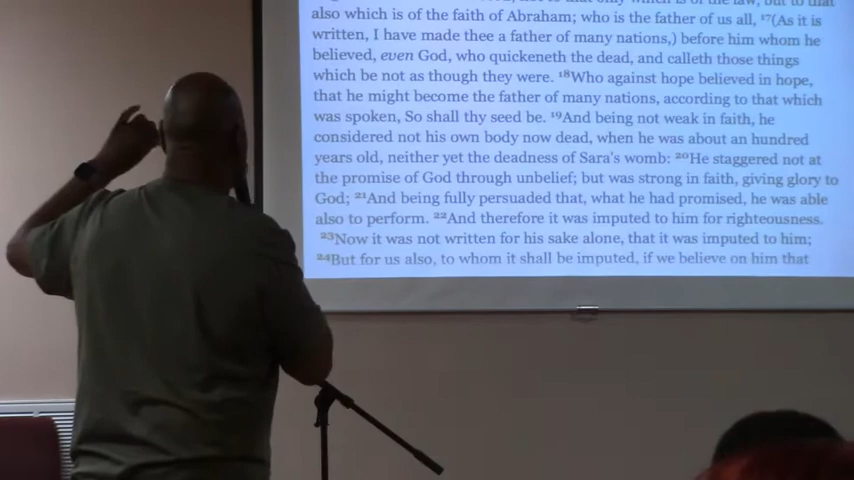 also which is of the faith of Abraham; who is the father of us all, 17(As it is
written, I have made thee a father of many nations,) before him whom he
believed, even God, who quickeneth the dead, and calleth those things
which be not as though they were. 18Who against hope believed in hope,
that he might become the father of many nations, according to that which
was spoken, So shall thy seed be. 19And being not weak in faith, he
considered not his own body now dead, when he was about an hundred
years old, neither yet the deadness of Sara's womb: 20He staggered not at
the promise of God through unbelief; but was strong in faith, giving glory to
God; 21And being fully persuaded that, what he had promised, he was able
also to perform. 22And therefore it was imputed to him for righteousness.
23Now it was not written for his sake alone, that it was imputed to him;
24But for us also, to whom it shall be imputed, if we believe on him that